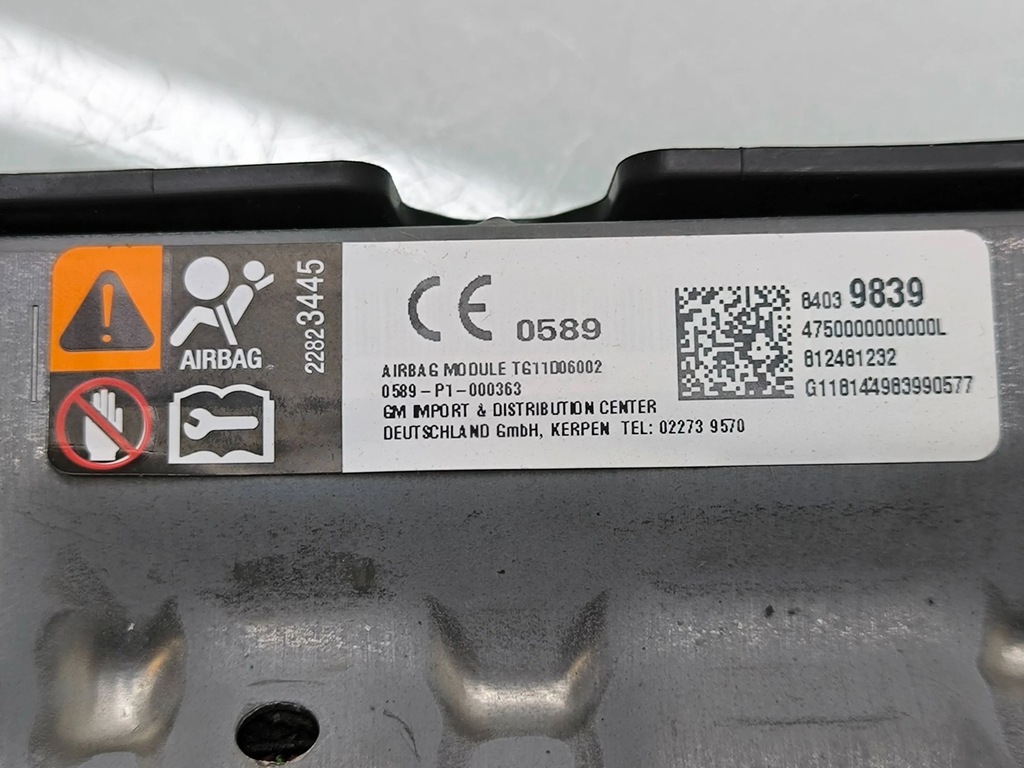 AIRBAG
22823445
CE 0589
AIRBAG MODULE TG11D06002
0589-P1-000363
GM IMPORT & DISTRIBUTION CENTER
DEUTSCHLAND GmbH, KERPEN TEL: 02273 9570
8403 9839
4750000000000L
812481232
G118144983990577